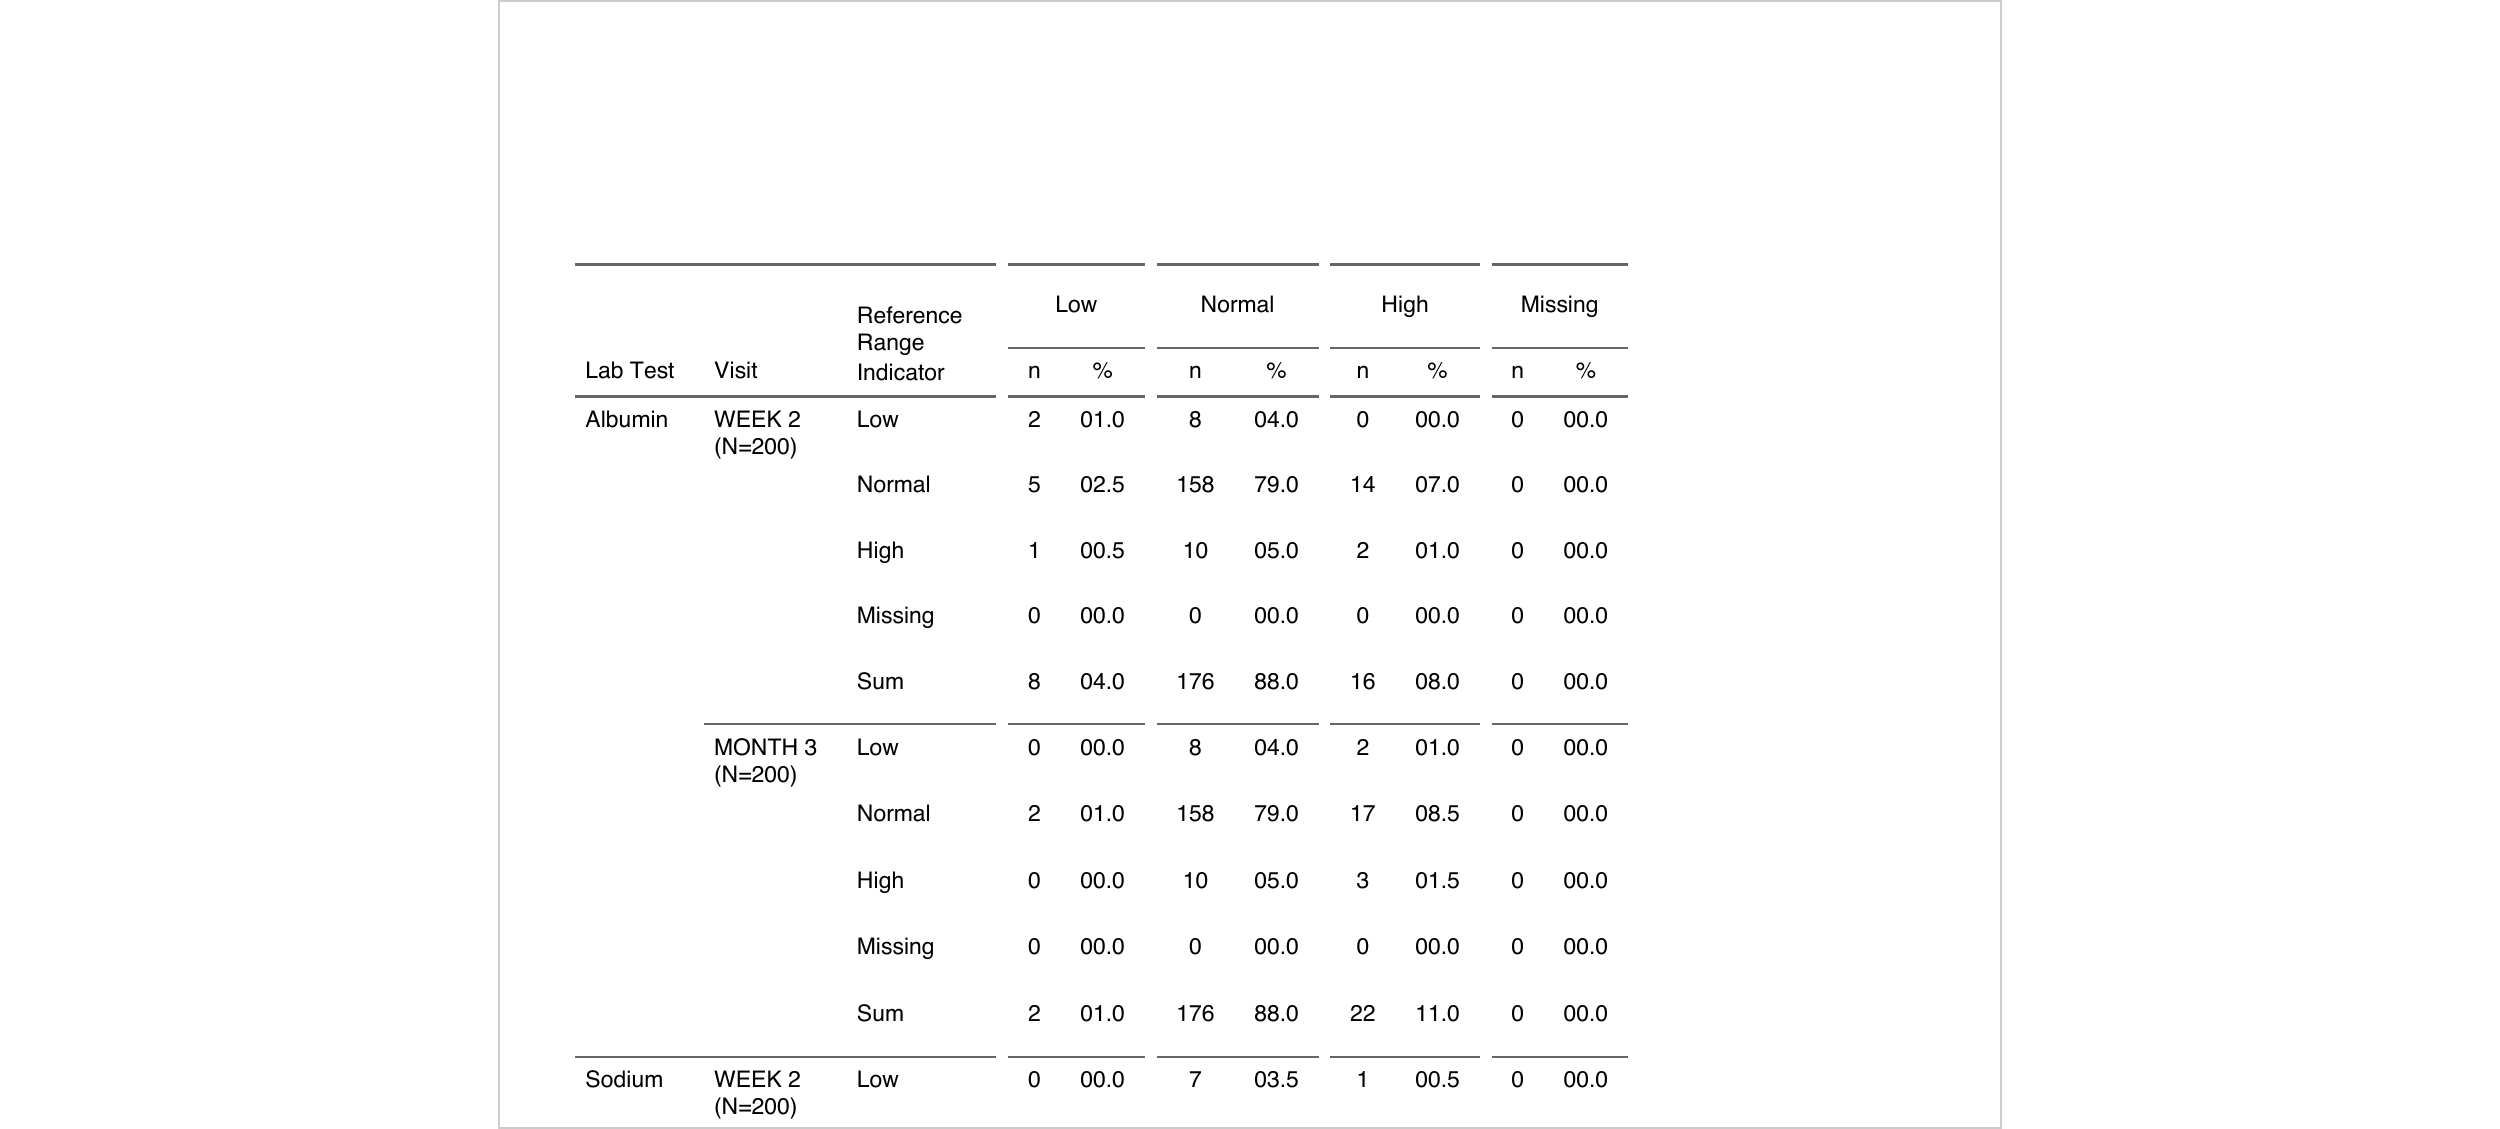 Low Normal High Missing
Reference
Range
Lab Test Visit Indicator n % n % n % n %
Albumin WEEK 2 Low 2 01.0 8 04.0 0 00.0 0 00.0
(N=200)
Normal 5 02.5 158 79.0 14 07.0 0 00.0
High 1 00.5 10 05.0 2 01.0 0 00.0
Missing 0 00.0 0 00.0 0 00.0 0 00.0
Sum 8 04.0 176 88.0 16 08.0 0 00.0
MONTH 3 Low 0 00.0 8 04.0 2 01.0 0 00.0
(N=200)
Normal 2 01.0 158 79.0 17 08.5 0 00.0
High 0 00.0 10 05.0 3 01.5 0 00.0
Missing 0 00.0 0 00.0 0 00.0 0 00.0
Sum 2 01.0 176 88.0 22 11.0 0 00.0
Sodium WEEK 2 Low 0 00.0 7 03.5 1 00.5 0 00.0
(N=200)